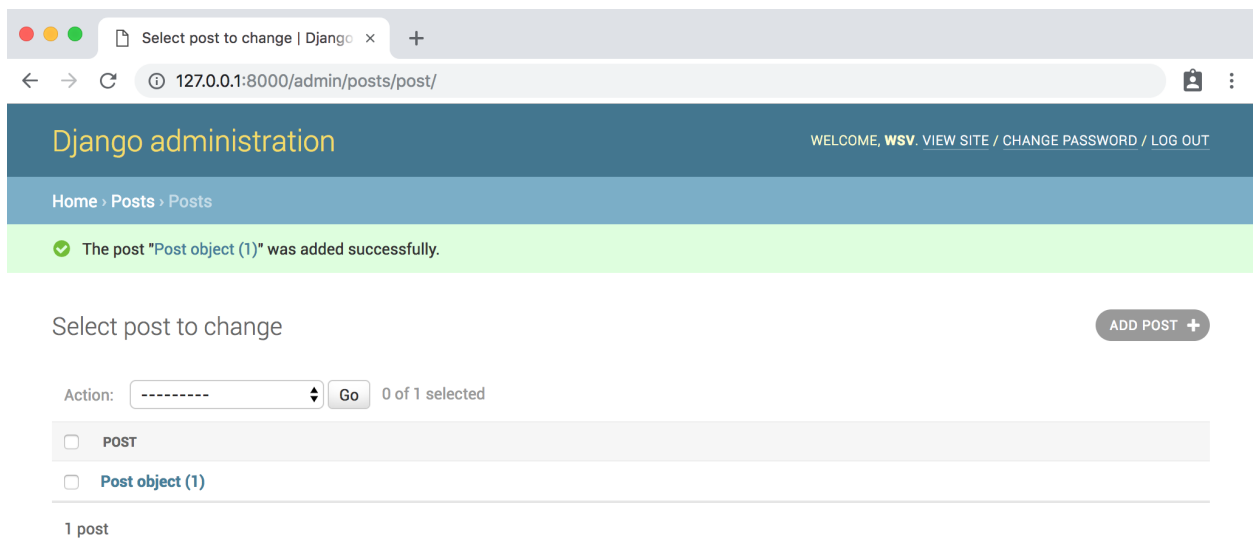 Select post to change | Django
127.0.0.1:8000/admin/posts/post/
Django administration
WELCOME, WSV. VIEW SITE / CHANGE PASSWORD / LOG OUT
Home › Posts › Posts
The post "Post object (1)" was added successfully.
Select post to change
ADD POST +
Action: --------- Go 0 of 1 selected
POST
Post object (1)
1 post